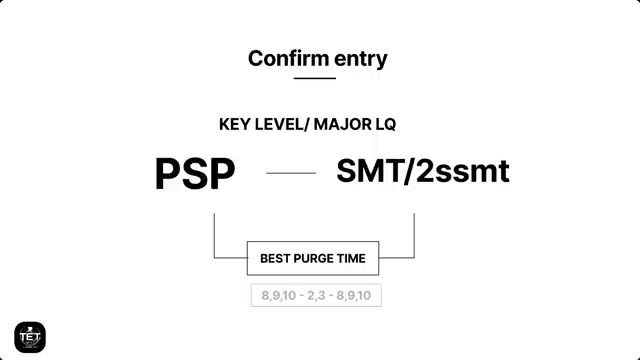 Confirm entry
KEY LEVEL/ MAJOR LQ
PSP
SMT/2ssmt
BEST PURGE TIME
8,9,10 - 2,3 - 8,9,10
TET